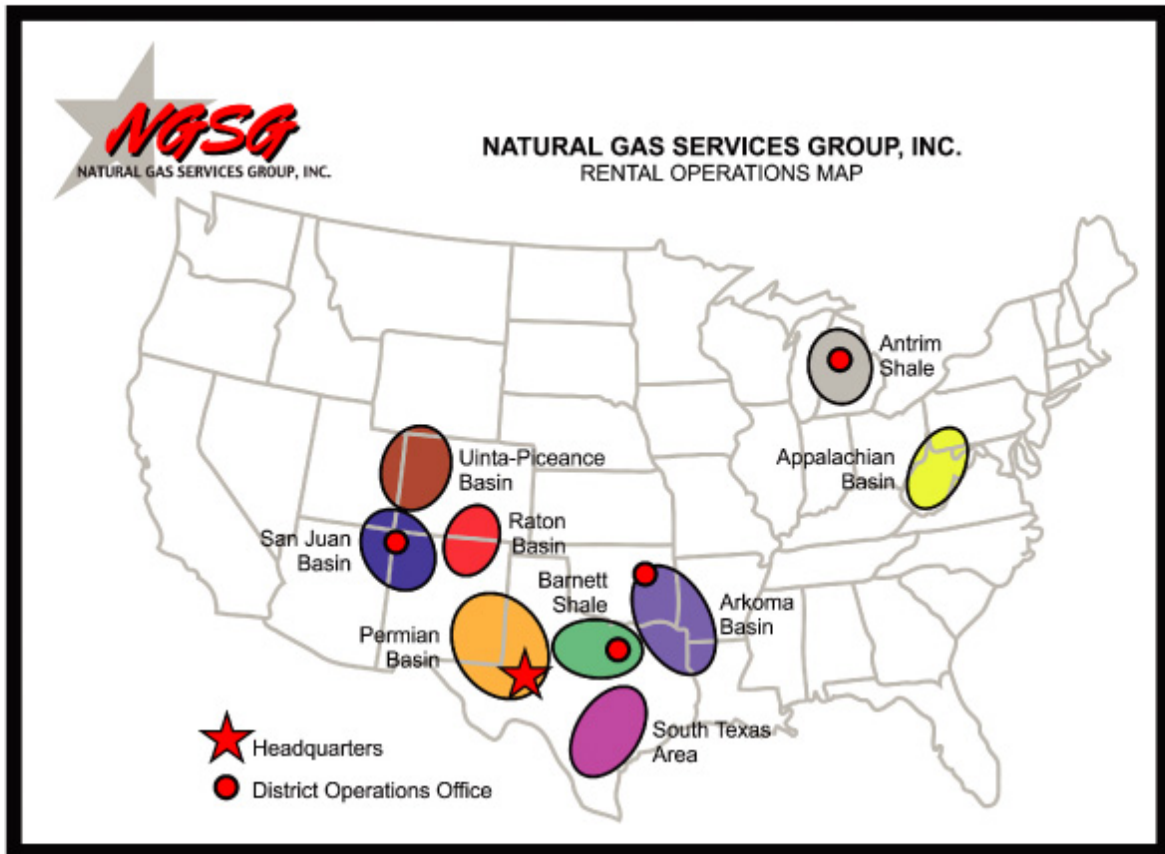 NGSG
NATURAL GAS SERVICES GROUP, INC.
NATURAL GAS SERVICES GROUP, INC.
RENTAL OPERATIONS MAP
Antrim
Shale
Appalachian
Basin
Uinta-Piceance
Basin
San Juan
Basin
Raton
Basin
Barnett
Shale
Arkoma
Basin
Permian
Basin
South Texas
Area
Headquarters
District Operations Office